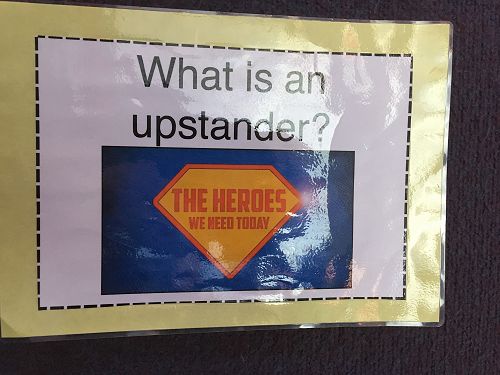 What is an
upstander?
THE HEROES
WE NEED TODAY